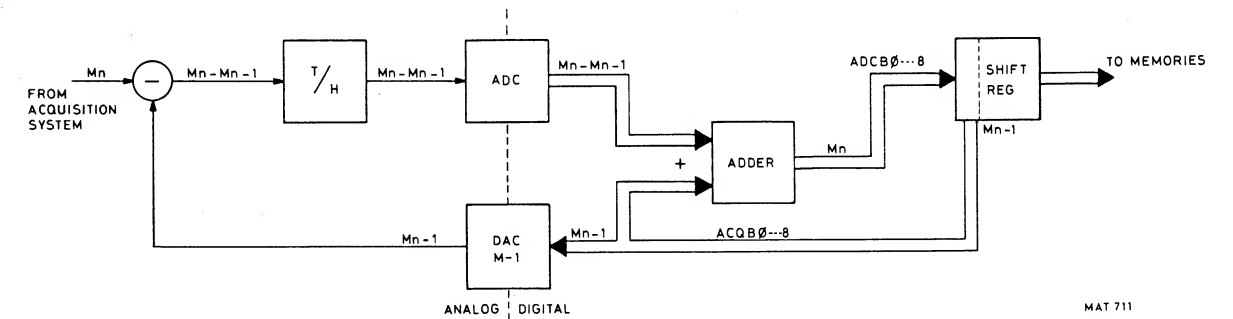 Mn
FROM
ACQUISITION
SYSTEM
−
Mn-Mn-1
T/H
Mn-Mn-1
ADC
Mn-Mn-1
+
ADDER
Mn
ADCBØ---8
SHIFT
REG
TO MEMORIES
Mn-1
ACQBØ---8
Mn-1
DAC
M-1
Mn-1
ANALOG
DIGITAL
MAT 711